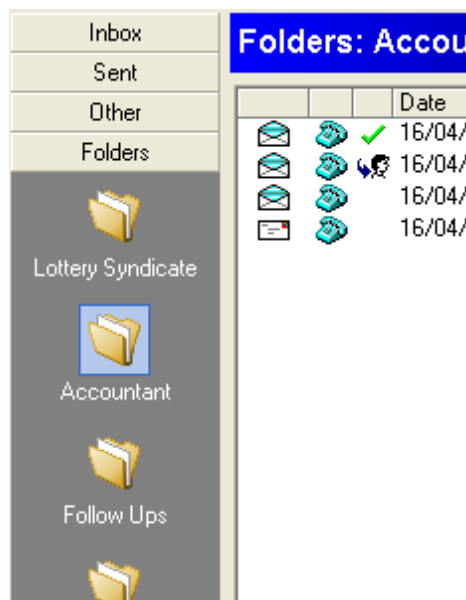 Inbox
Sent
Other
Folders
Lottery Syndicate
Accountant
Follow Ups
Folders: Accou
Date
16/04/
16/04/
16/04/
16/04/